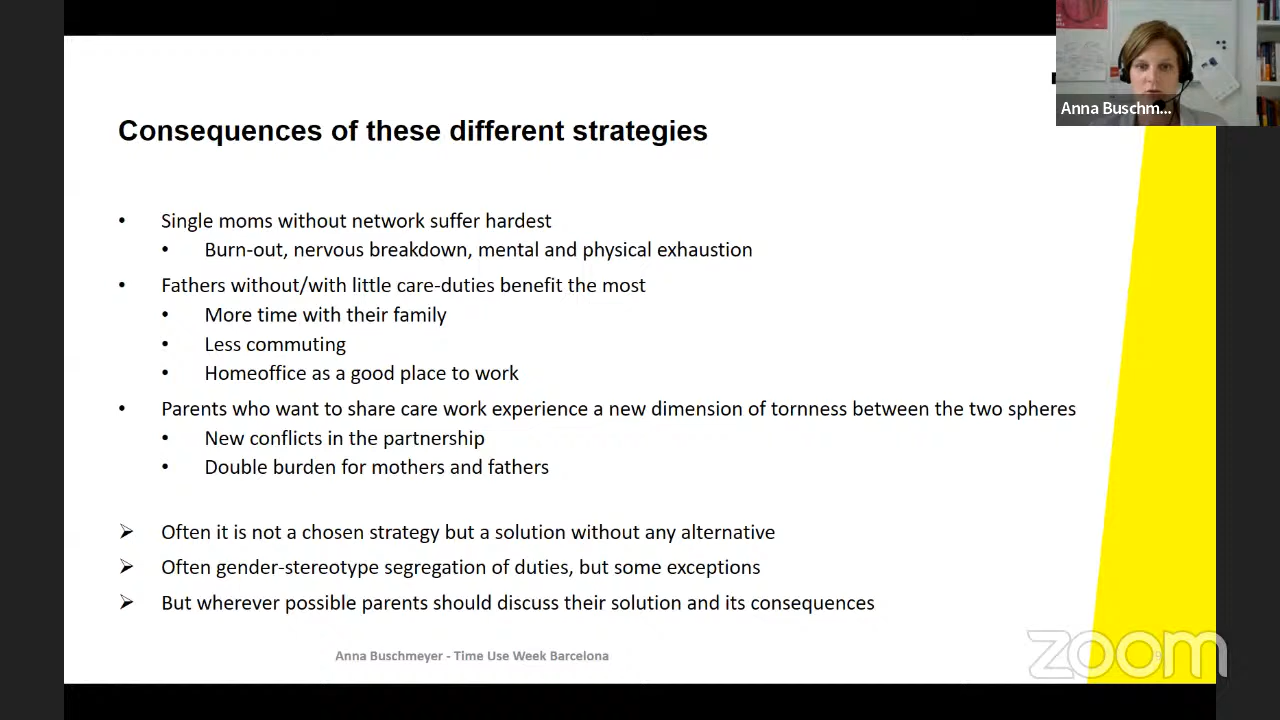 Anna Buschm...
Consequences of these different strategies
• Single moms without network suffer hardest
• Burn-out, nervous breakdown, mental and physical exhaustion
• Fathers without/with little care-duties benefit the most
• More time with their family
• Less commuting
• Homeoffice as a good place to work
• Parents who want to share care work experience a new dimension of tornness between the two spheres
• New conflicts in the partnership
• Double burden for mothers and fathers
➢ Often it is not a chosen strategy but a solution without any alternative
➢ Often gender-stereotype segregation of duties, but some exceptions
➢ But wherever possible parents should discuss their solution and its consequences
Anna Buschmeyer - Time Use Week Barcelona
zoom